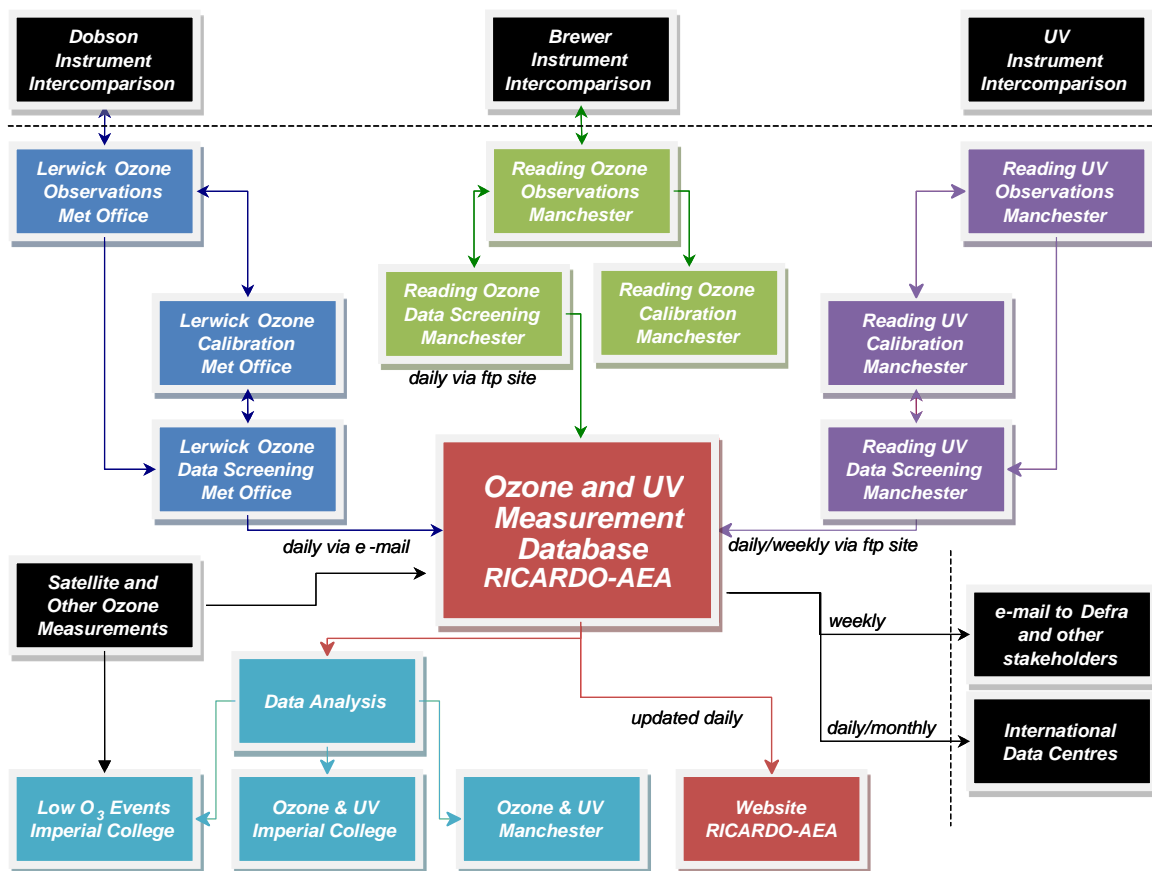 Dobson
Instrument
Intercomparison
Brewer
Instrument
Intercomparison
UV
Instrument
Intercomparison
Lerwick Ozone
Observations
Met Office
Reading Ozone
Observations
Manchester
Reading UV
Observations
Manchester
Reading Ozone
Data Screening
Manchester
Reading Ozone
Calibration
Manchester
daily via ftp site
Lerwick Ozone
Calibration
Met Office
Reading UV
Calibration
Manchester
Lerwick Ozone
Data Screening
Met Office
Ozone and UV
Measurement
Database
RICARDO-AEA
Reading UV
Data Screening
Manchester
daily via e-mail
daily/weekly via ftp site
Satellite and
Other Ozone
Measurements
weekly
e-mail to Defra
and other
stakeholders
Data Analysis
updated daily
daily/monthly
International
Data Centres
Low O3 Events
Imperial College
Ozone & UV
Imperial College
Ozone & UV
Manchester
Website
RICARDO-AEA